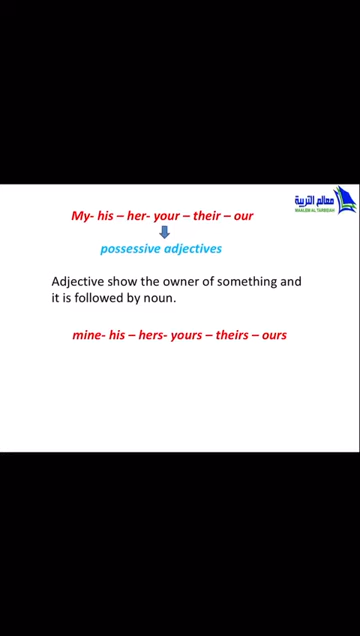 معالم التربية
MAALEM AL TARBEIAH
My- his – her- your – their – our
possessive adjectives
Adjective show the owner of something and
it is followed by noun.
mine- his – hers- yours – theirs – ours